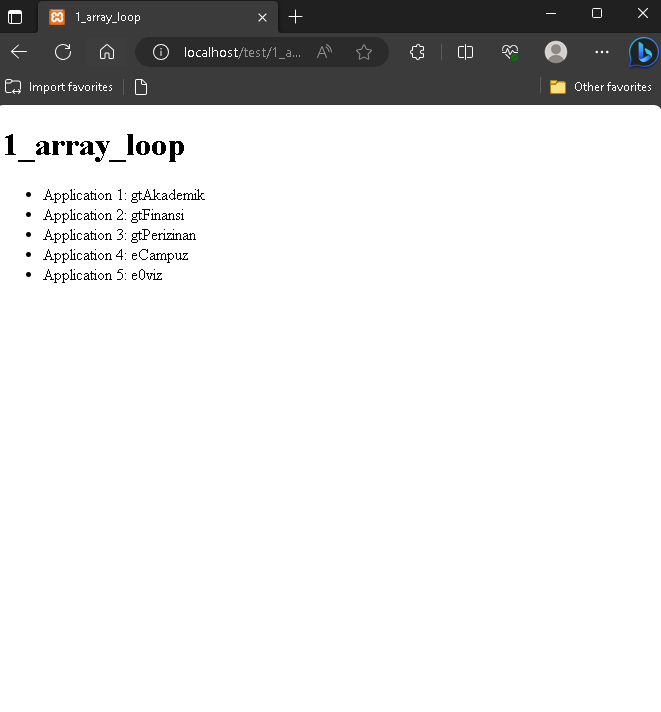 1_array_loop
localhost/test/1_a...
Import favorites
Other favorites
1_array_loop
Application 1: gtAkademik
Application 2: gtFinansi
Application 3: gtPerizinan
Application 4: eCampuz
Application 5: e0viz